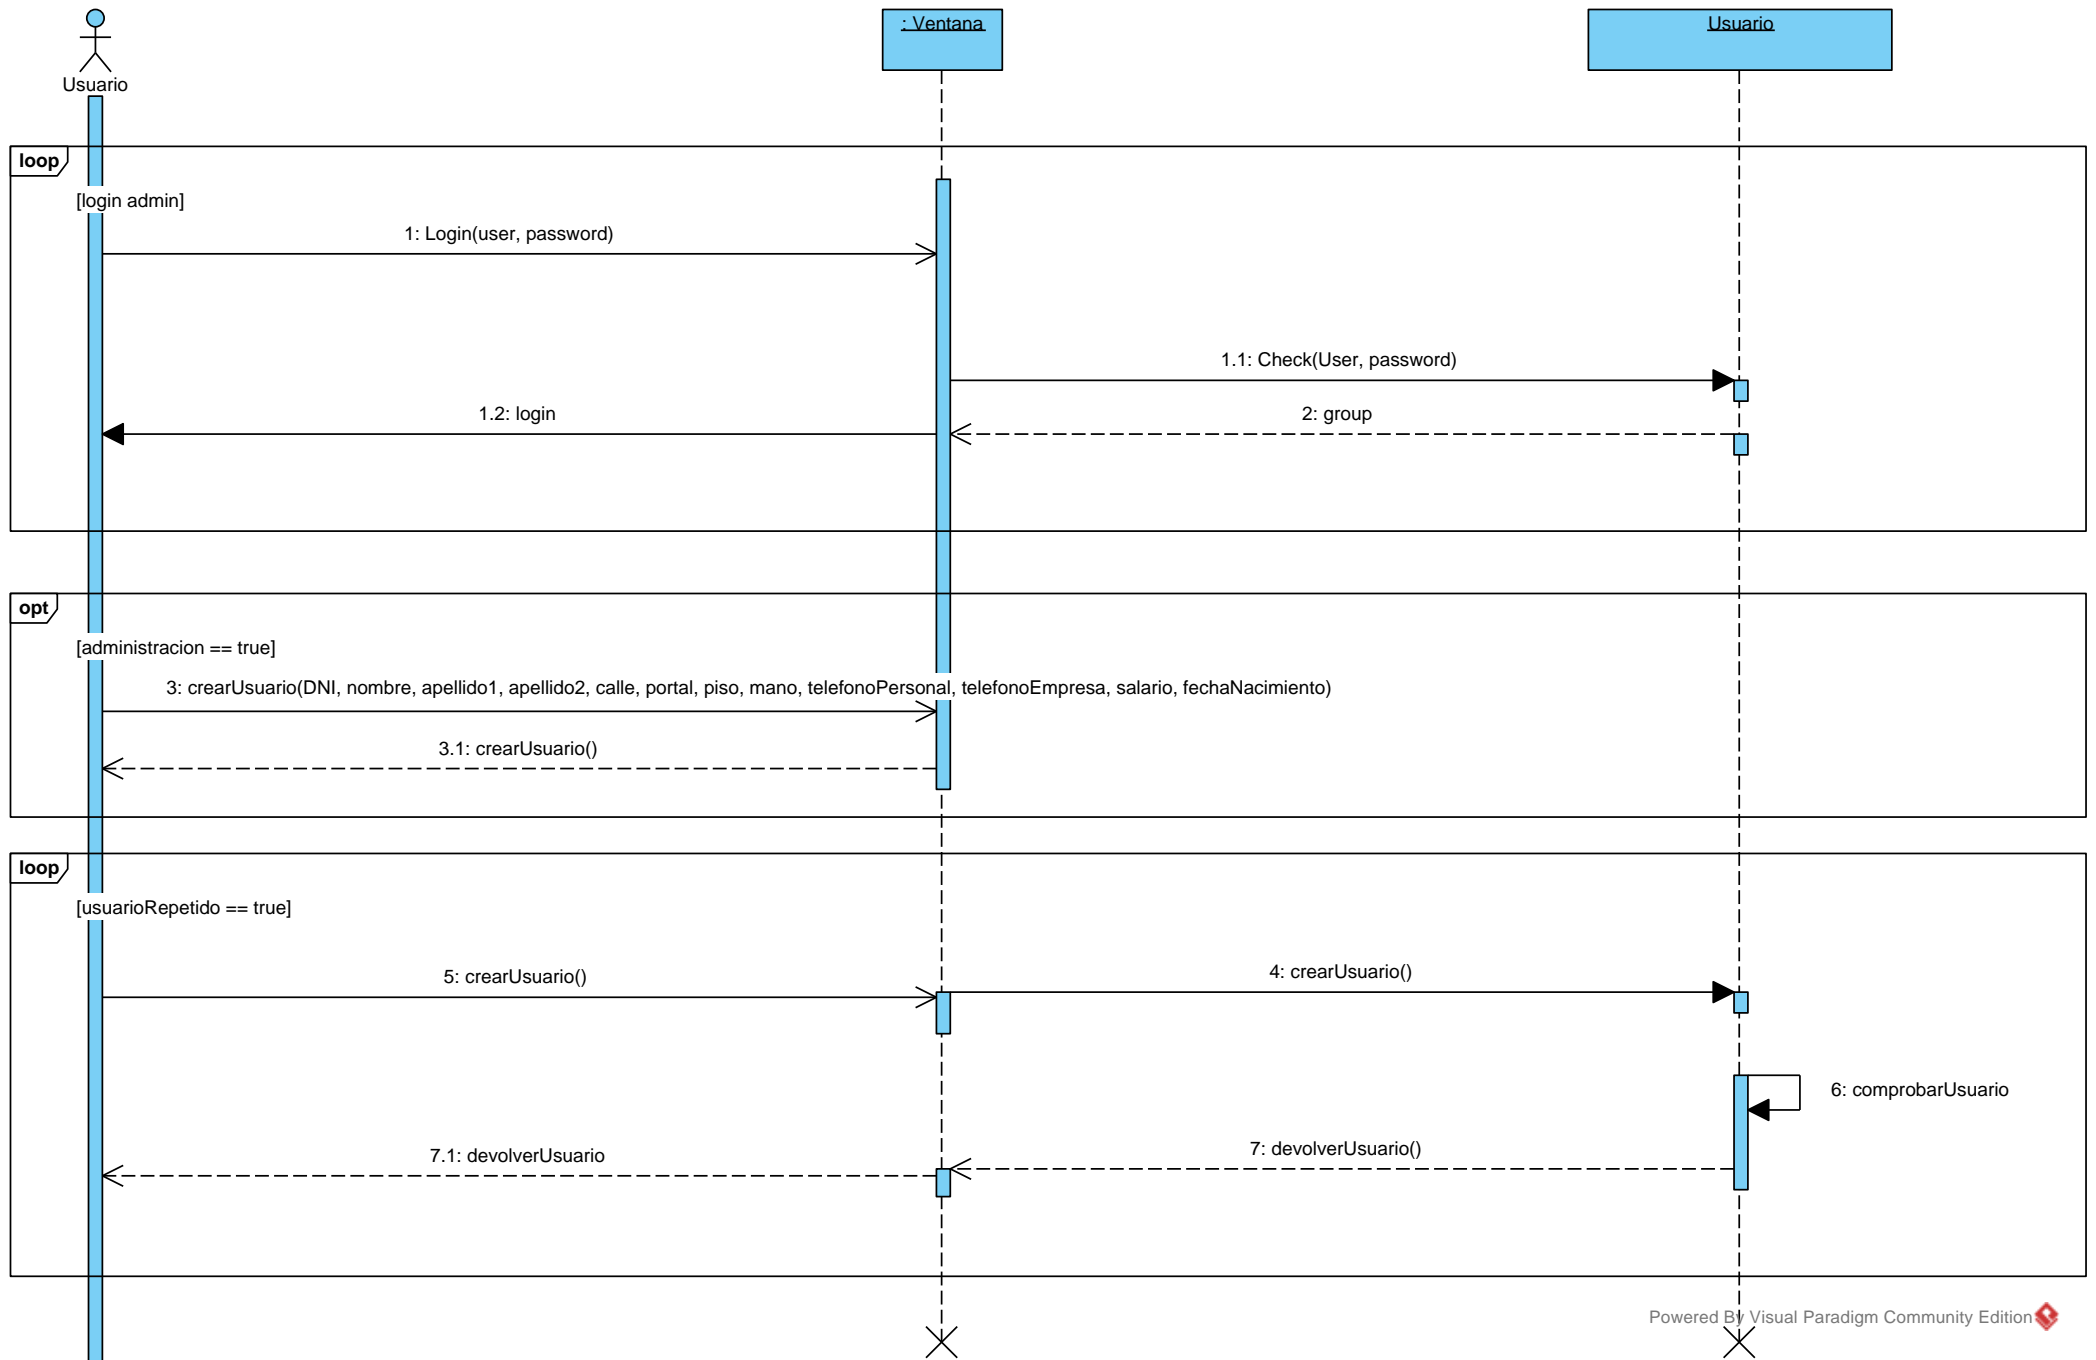 : Ventana
Usuario
Usuario
loop
[login admin]
1: Login(user, password)
1.1: Check(User, password)
1.2: login
2: group
opt
[administracion == true]
3: crearUsuario(DNI, nombre, apellido1, apellido2, calle, portal, piso, mano, telefonoPersonal, telefonoEmpresa, salario, fechaNacimiento)
3.1: crearUsuario()
loop
[usuarioRepetido == true]
5: crearUsuario()
4: crearUsuario()
6: comprobarUsuario
7.1: devolverUsuario
7: devolverUsuario()
Powered By Visual Paradigm Community Edition